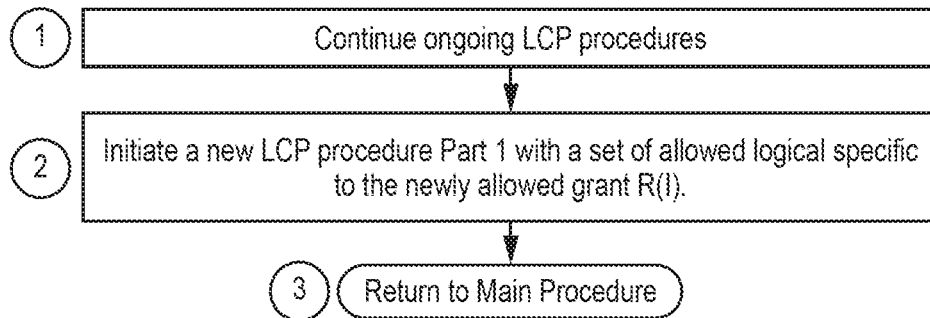 1 Continue ongoing LCP procedures
2 Initiate a new LCP procedure Part 1 with a set of allowed logical specific
to the newly allowed grant R(I).
3 Return to Main Procedure